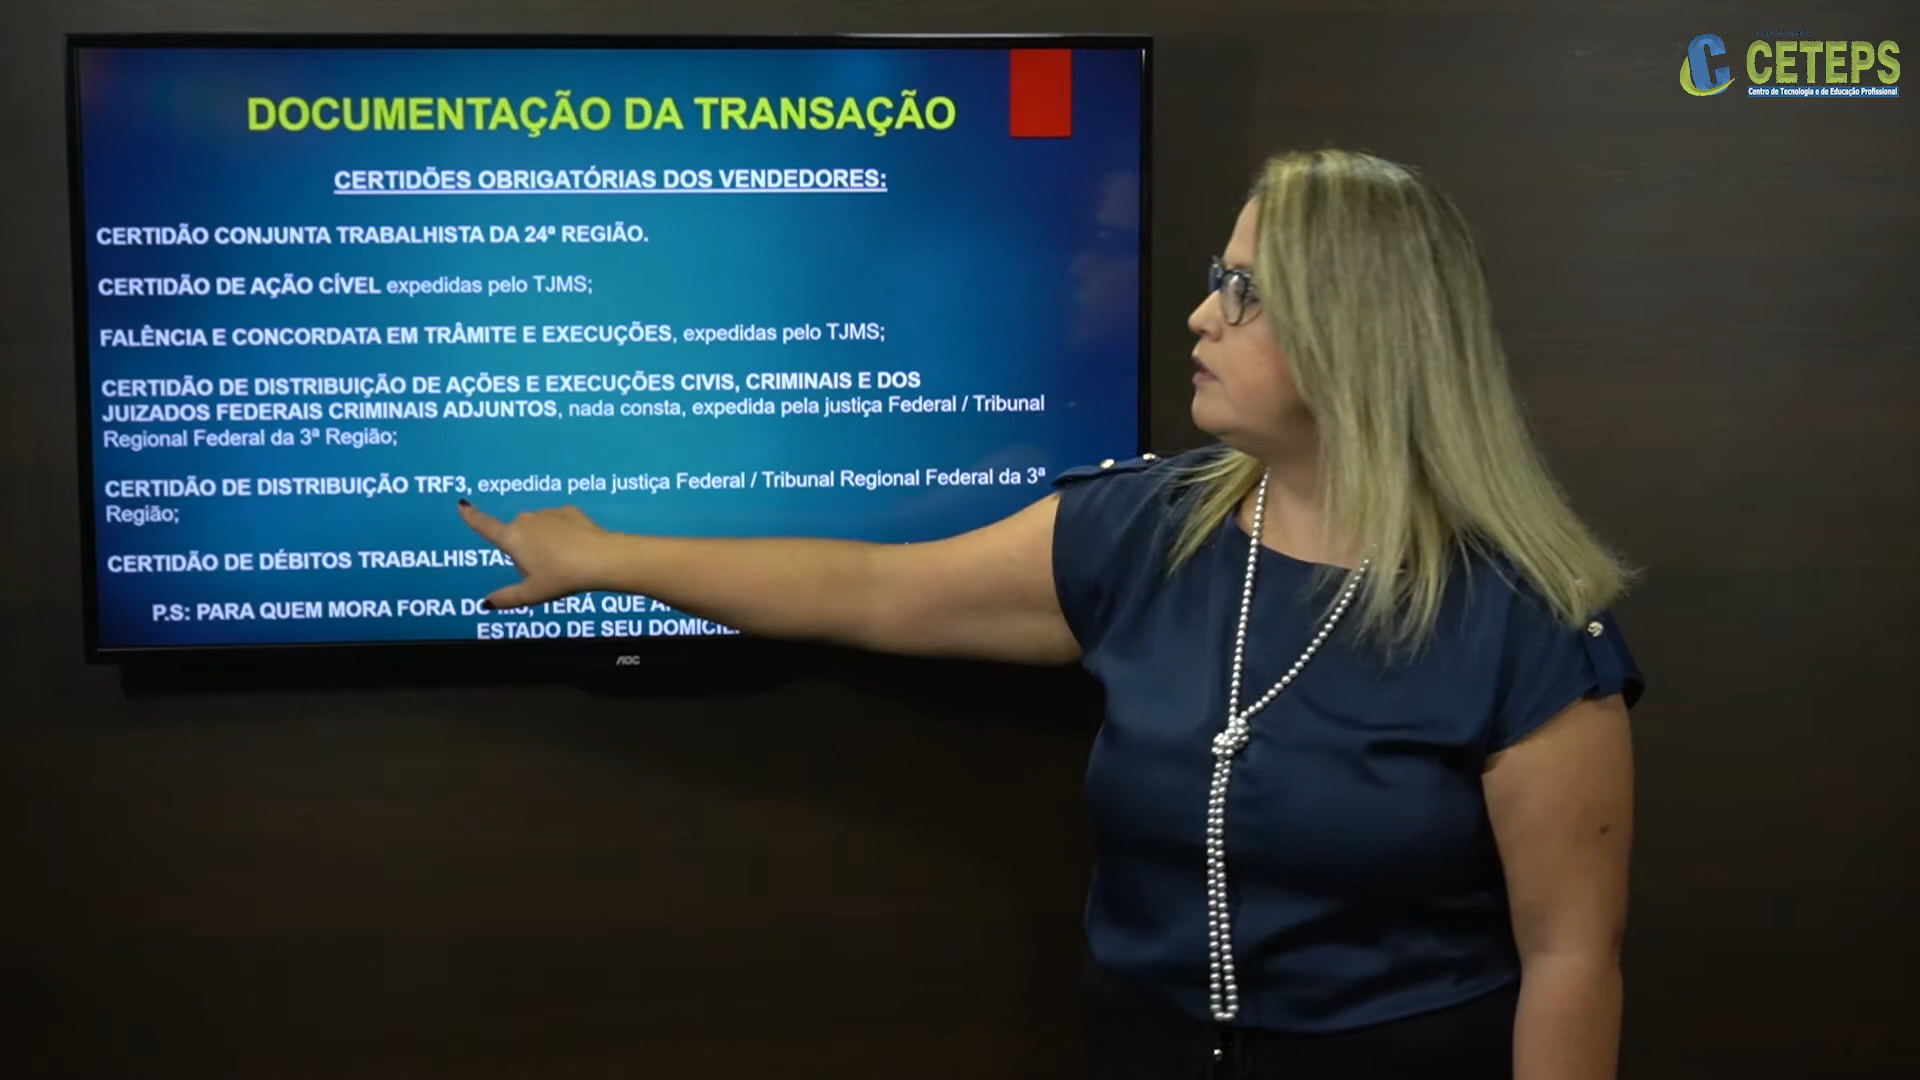 CETEPS
Centro de Tecnologia e de Educação Profissional
DOCUMENTAÇÃO DA TRANSAÇÃO
CERTIDÕES OBRIGATÓRIAS DOS VENDEDORES:
CERTIDÃO CONJUNTA TRABALHISTA DA 24ª REGIÃO.
CERTIDÃO DE AÇÃO CÍVEL expedidas pelo TJMS;
FALÊNCIA E CONCORDATA EM TRÂMITE E EXECUÇÕES, expedidas pelo TJMS;
CERTIDÃO DE DISTRIBUIÇÃO DE AÇÕES E EXECUÇÕES CIVIS, CRIMINAIS E DOS
JUIZADOS FEDERAIS CRIMINAIS ADJUNTOS, nada consta, expedida pela justiça Federal / Tribunal
Regional Federal da 3ª Região;
CERTIDÃO DE DISTRIBUIÇÃO TRF3, expedida pela justiça Federal / Tribunal Regional Federal da 3ª
Região;
CERTIDÃO DE DÉBITOS TRABALHISTAS
P.S: PARA QUEM MORA FORA DO MS, TERÁ QUE
ESTADO DE SEU
AOC